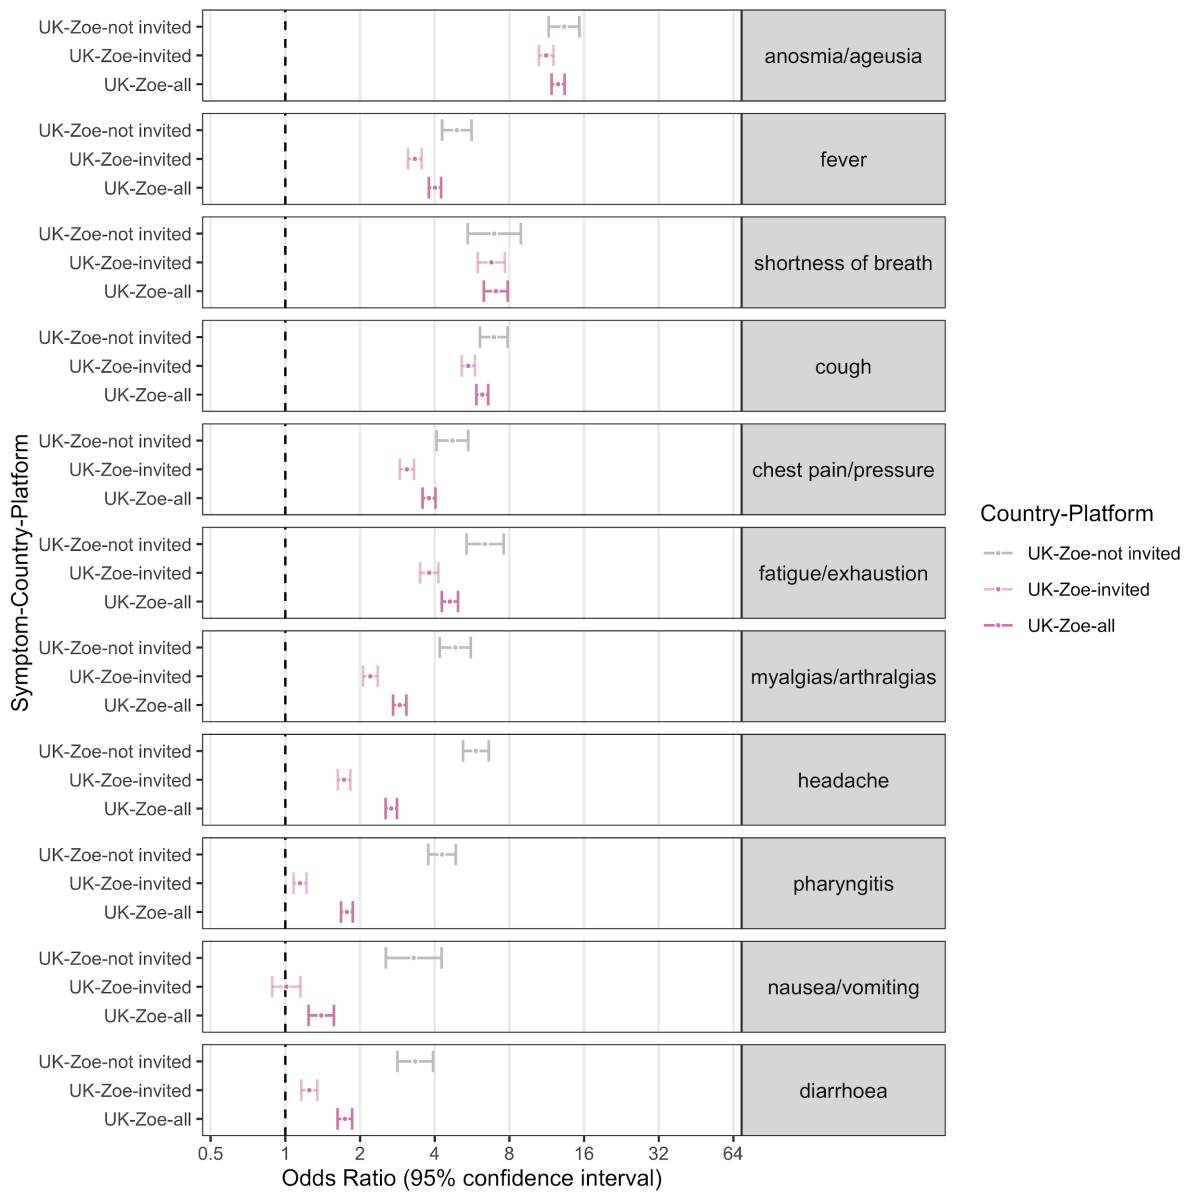 UK-Zoe-not invited
UK-Zoe-invited
UK-Zoe-all
anosmia/ageusia
UK-Zoe-not invited
UK-Zoe-invited
UK-Zoe-all
fever
UK-Zoe-not invited
UK-Zoe-invited
UK-Zoe-all
shortness of breath
UK-Zoe-not invited
UK-Zoe-invited
UK-Zoe-all
cough
UK-Zoe-not invited
UK-Zoe-invited
UK-Zoe-all
chest pain/pressure
UK-Zoe-not invited
UK-Zoe-invited
UK-Zoe-all
fatigue/exhaustion
UK-Zoe-not invited
UK-Zoe-invited
UK-Zoe-all
myalgias/arthralgias
UK-Zoe-not invited
UK-Zoe-invited
UK-Zoe-all
headache
UK-Zoe-not invited
UK-Zoe-invited
UK-Zoe-all
pharyngitis
UK-Zoe-not invited
UK-Zoe-invited
UK-Zoe-all
nausea/vomiting
UK-Zoe-not invited
UK-Zoe-invited
UK-Zoe-all
diarrhoea
Symptom-Country-Platform
0.5 1 2 4 8 16 32 64
Odds Ratio (95% confidence interval)
Country-Platform
UK-Zoe-not invited
UK-Zoe-invited
UK-Zoe-all